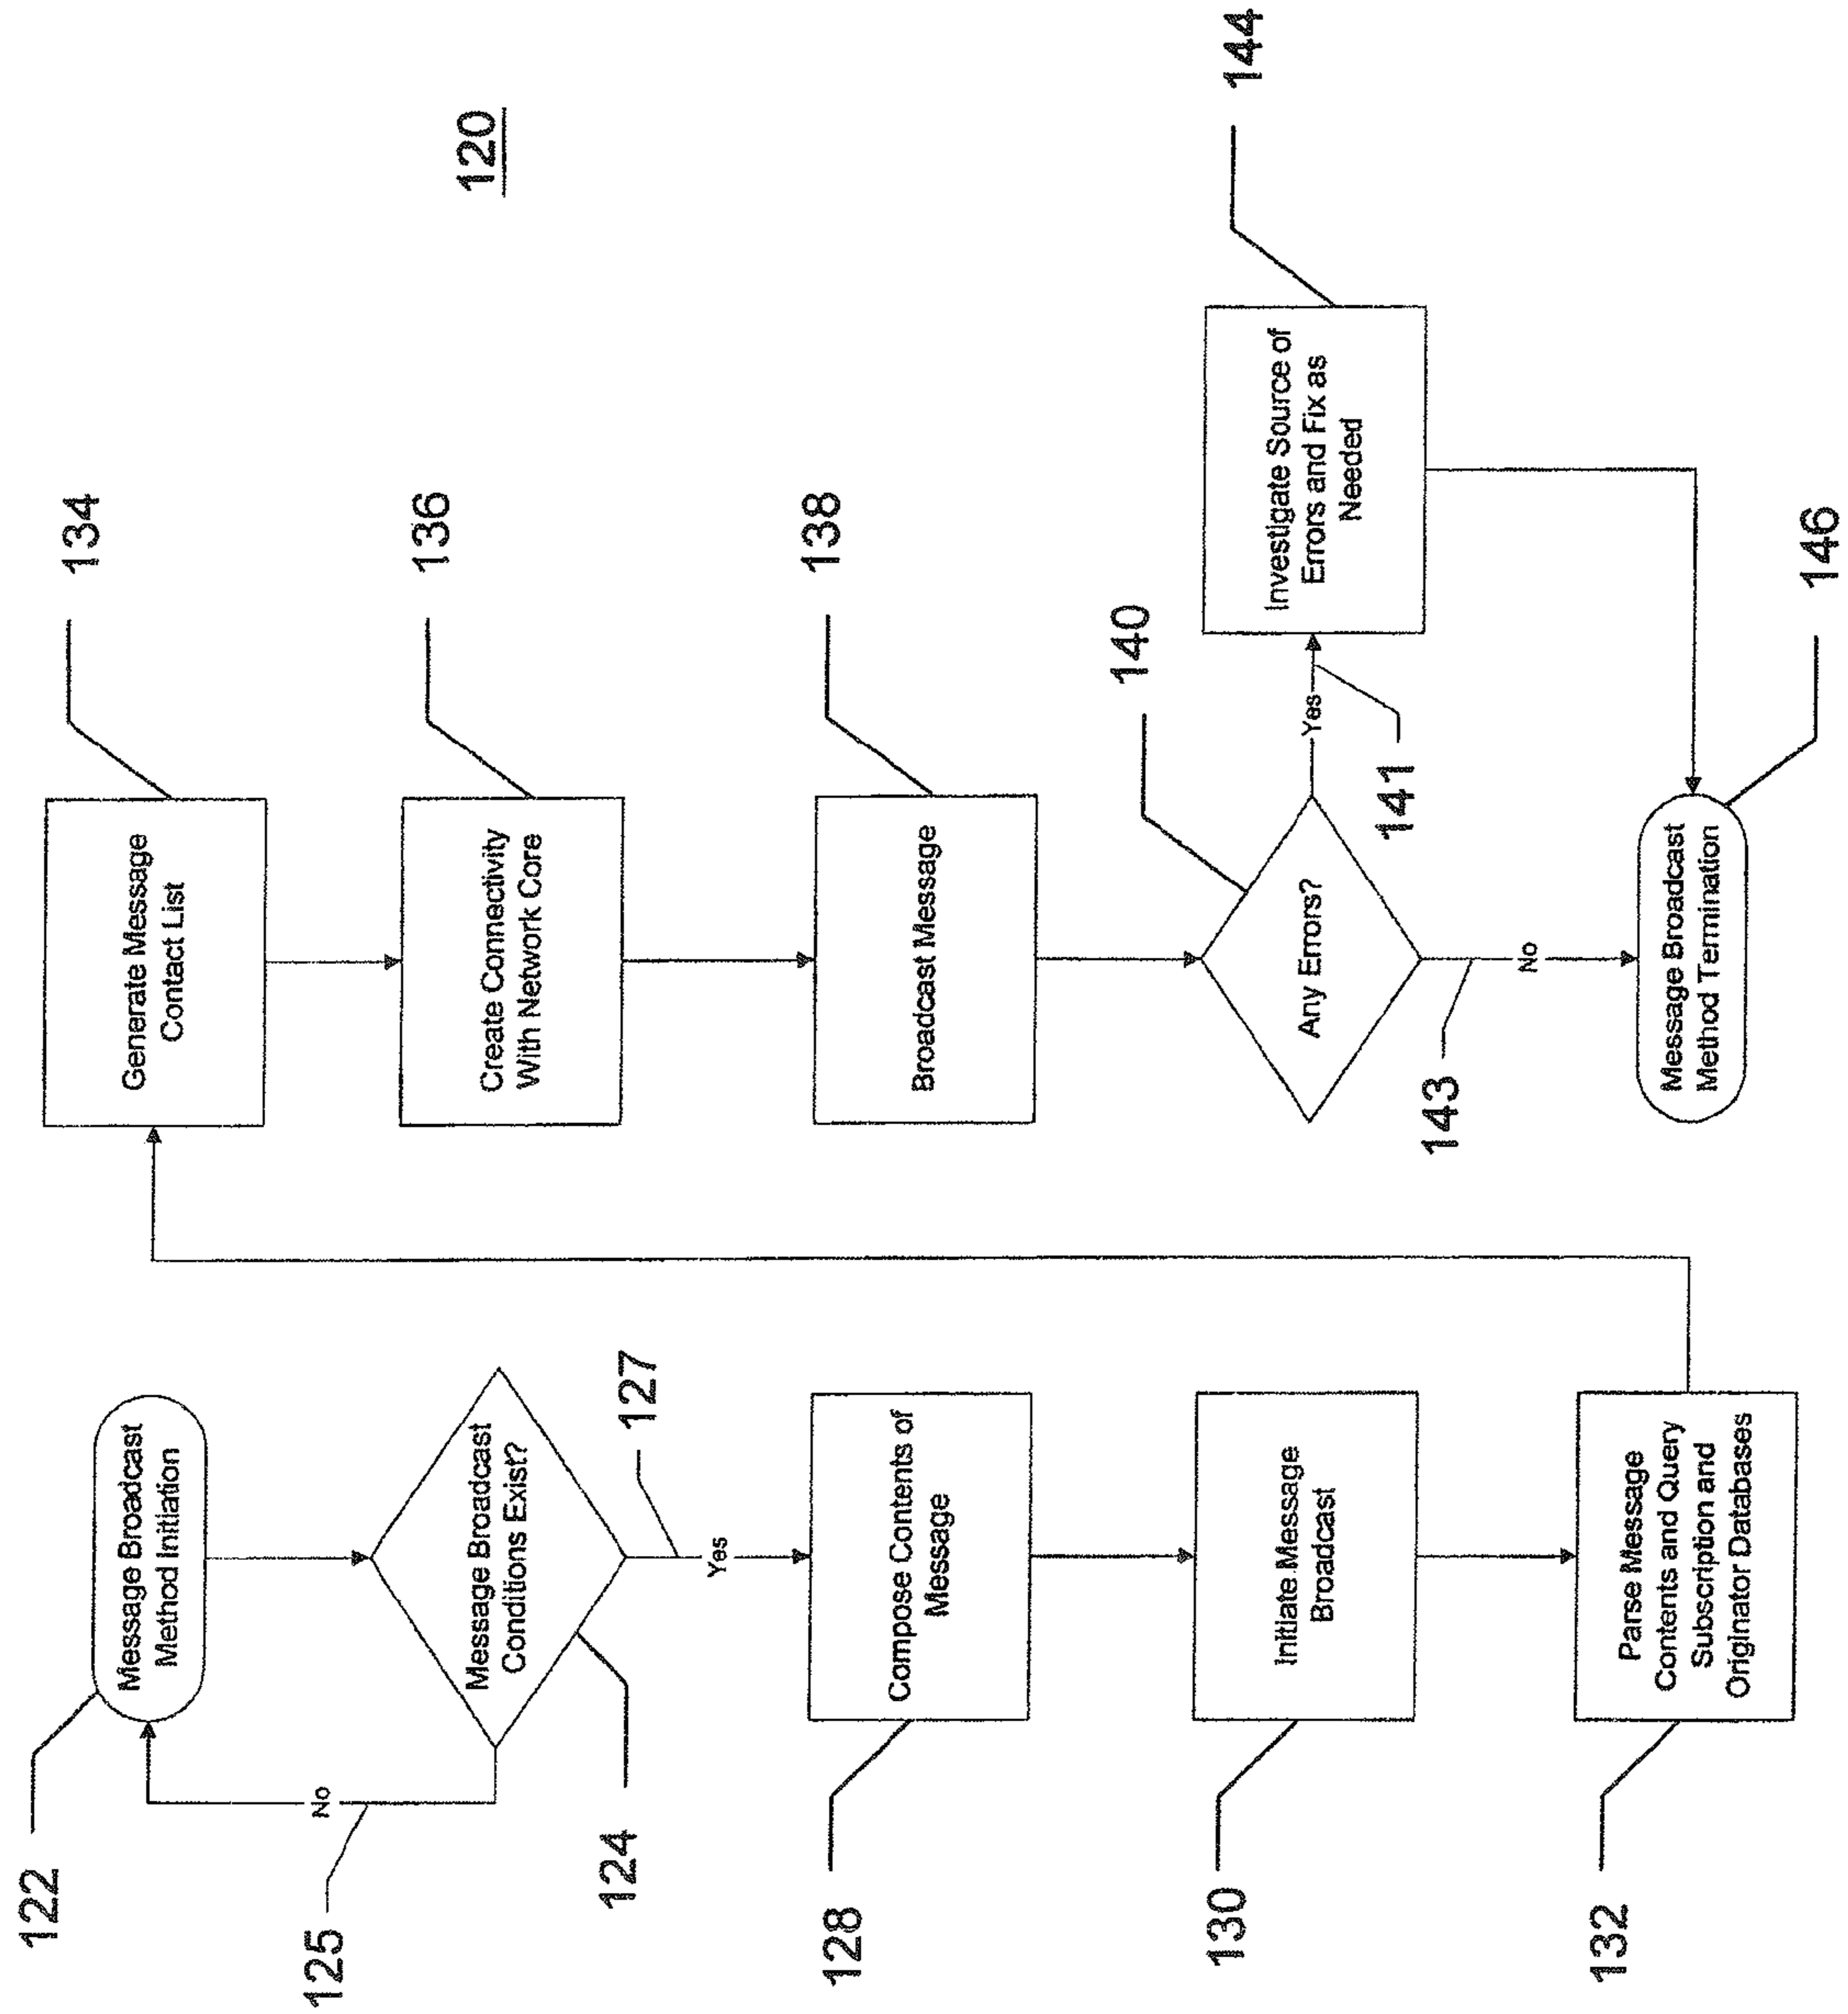 120
122
Message Broadcast
Method Initiation
125
No
124
Message Broadcast
Conditions Exist?
127
Yes
128
Compose Contents of
Message
130
Initiate Message
Broadcast
132
Parse Message
Contents and Query
Subscription and
Originator Databases
134
Generate Message
Contact List
136
Create Connectivity
With Network Core
138
Broadcast Message
140
Any Errors?
Yes
141
144
Investigate Source of
Errors and Fix as
Needed
143
No
146
Message Broadcast
Method Termination